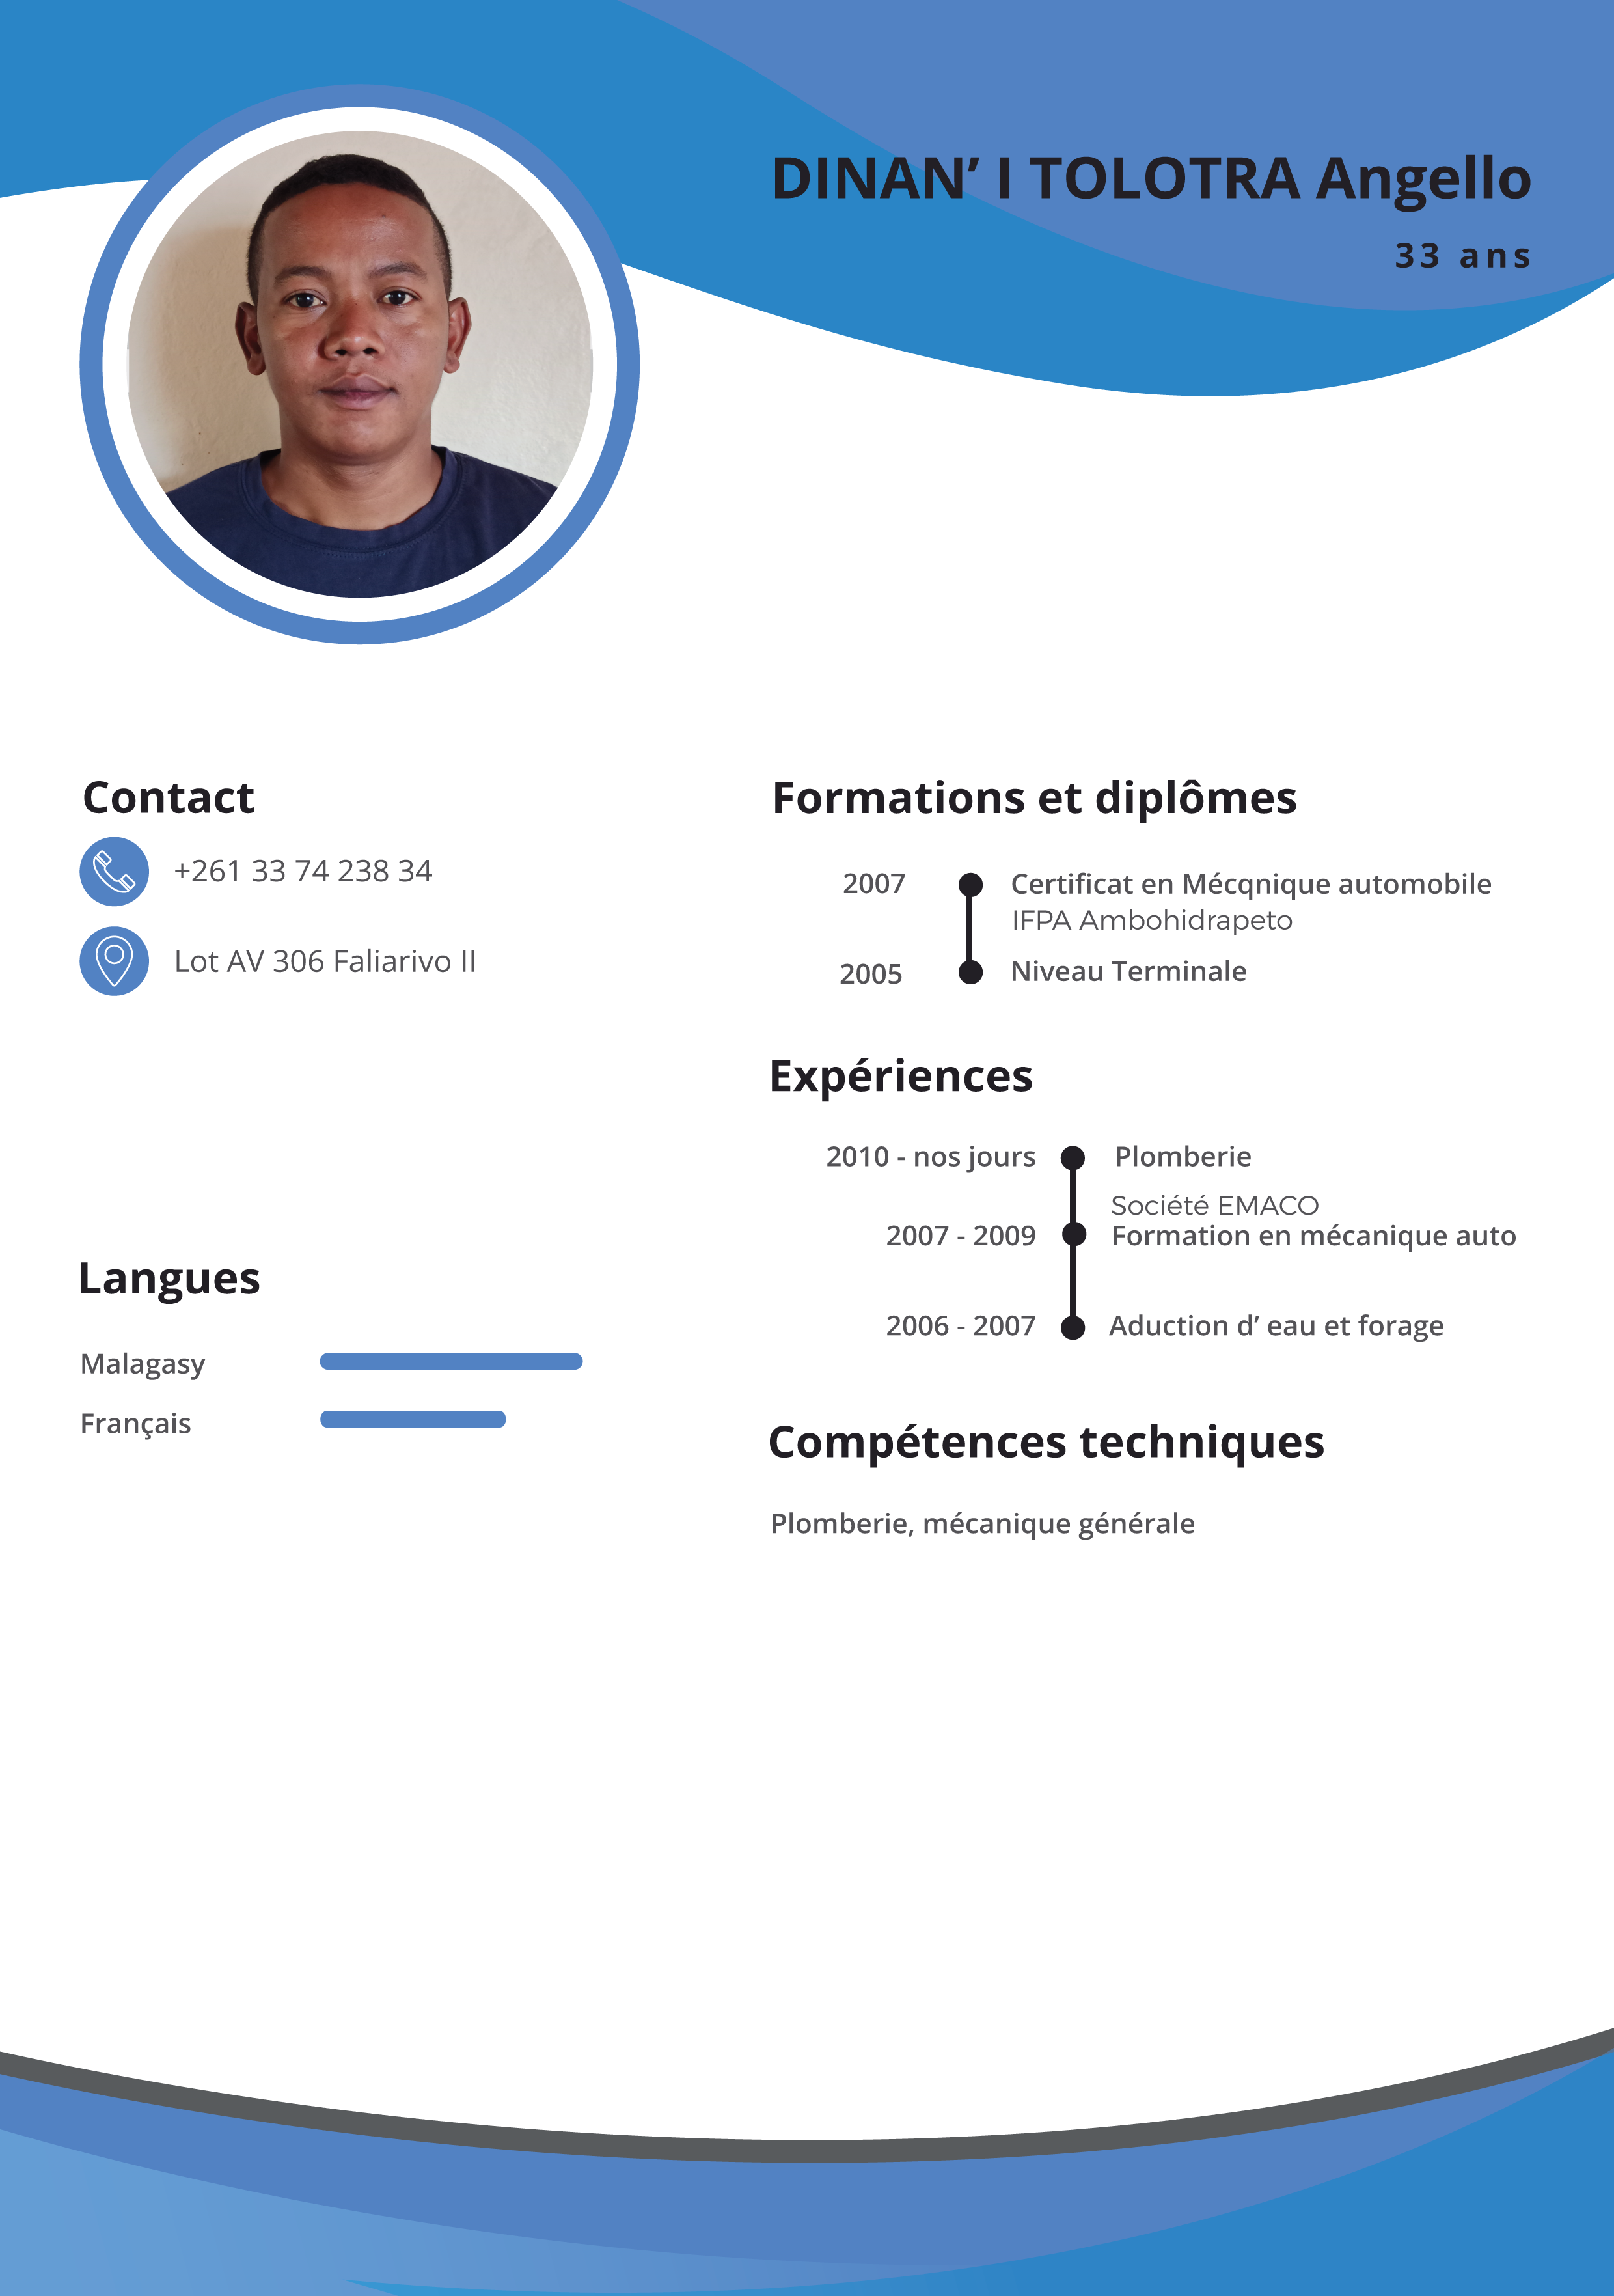 DINAN’ I TOLOTRA Angello
33 ans
Contact
+261 33 74 238 34
Lot AV 306 Faliarivo II
Langues
Malagasy
Français
Formations et diplômes
2007 Certificat en Mécqnique automobile
IFPA Ambohidrapeto
2005 Niveau Terminale
Expériences
2010 - nos jours Plomberie
Société EMACO
2007 - 2009 Formation en mécanique auto
2006 - 2007 Aduction d’ eau et forage
Compétences techniques
Plomberie, mécanique générale